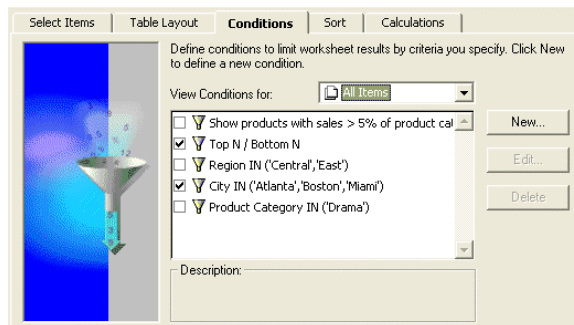 Select Items Table Layout Conditions Sort Calculations
Define conditions to limit worksheet results by criteria you specify. Click New
to define a new condition.
View Conditions for: All Items
Show products with sales > 5% of product cal
New...
Top N / Bottom N
Edit...
Region IN ('Central','East')
City IN ('Atlanta','Boston','Miami')
Delete
Product Category IN ('Drama')
Description: